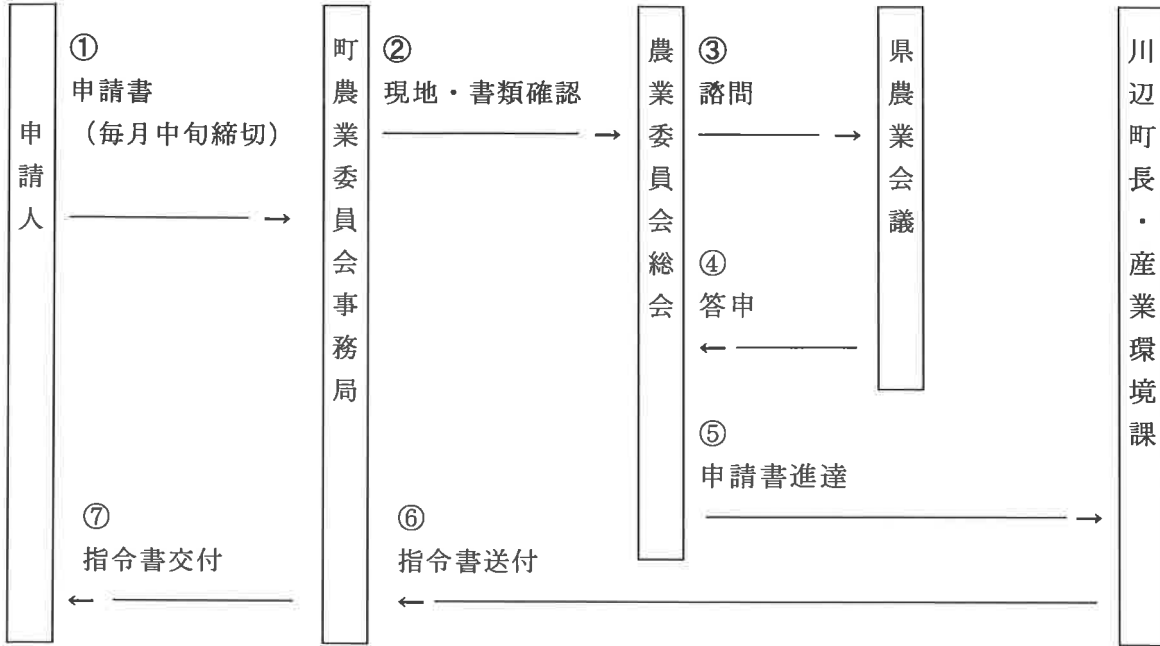 申請人
①
申請書
（毎月中旬締切）
町農業委員会事務局
②
現地・書類確認
農業委員会総会
③
諮問
県農業会議
④
答申
⑤
申請書進達
川辺町長・産業環境課
⑥
指令書送付
⑦
指令書交付